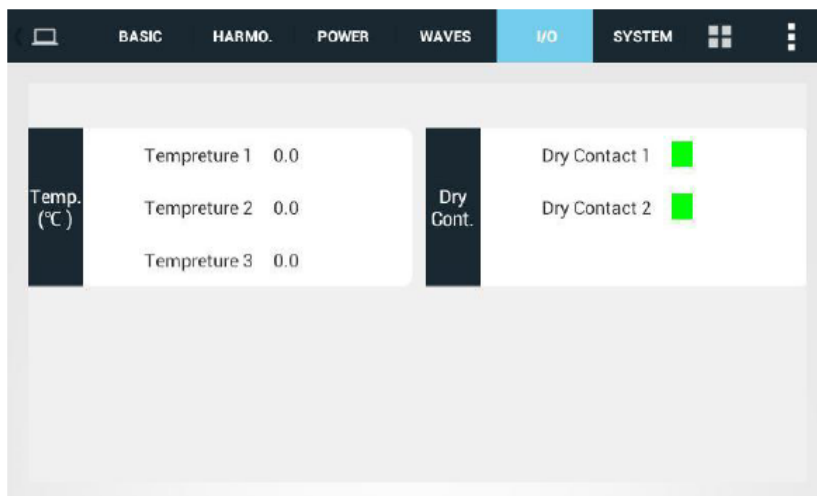 BASIC HARMO. POWER WAVES I/O SYSTEM
Temp.
(℃)
Tempreture 1 0.0
Tempreture 2 0.0
Tempreture 3 0.0
Dry
Cont.
Dry Contact 1
Dry Contact 2